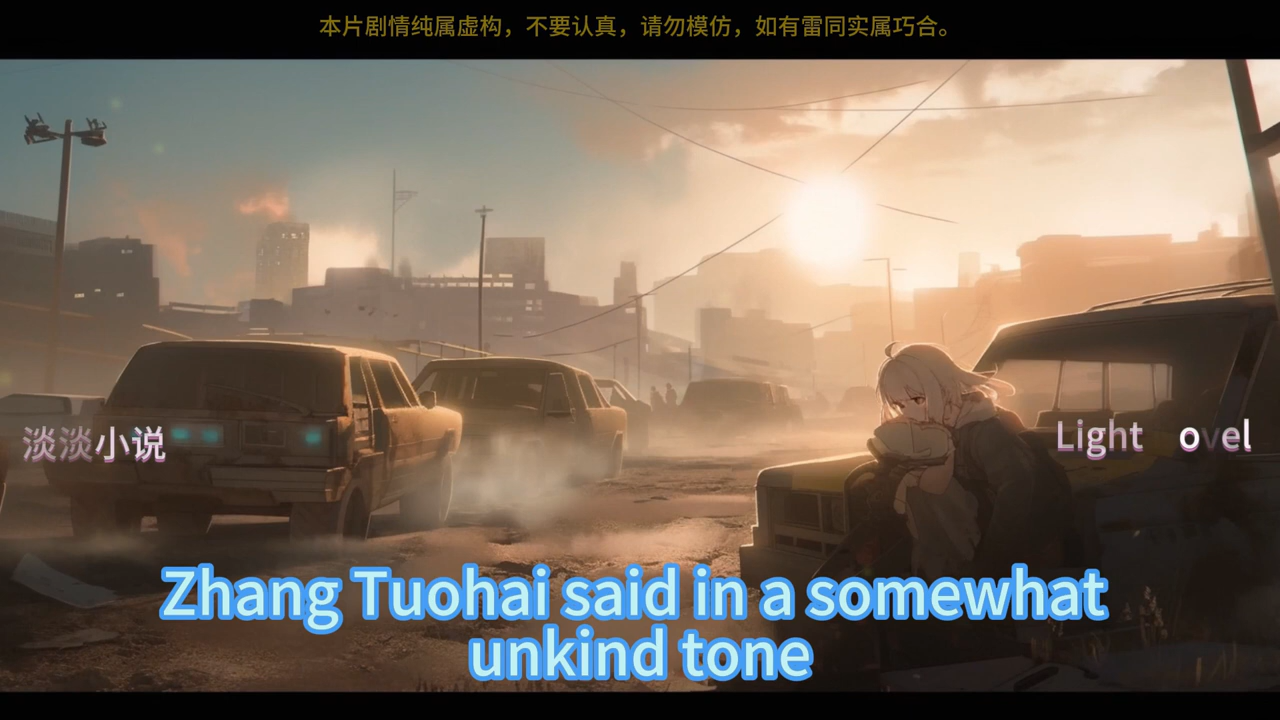 本片剧情纯属虚构，不要认真，请勿模仿，如有雷同实属巧合。
淡淡小说
Light ovel
Zhang Tuohai said in a somewhat
unkind tone